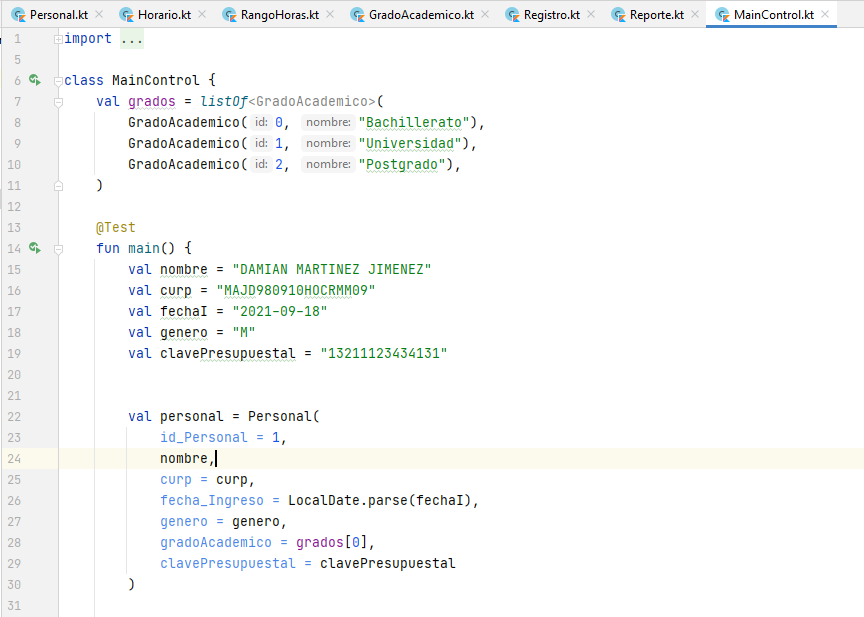 Personal.kt × Horario.kt × RangoHoras.kt × GradoAcademico.kt × Registro.kt × Reporte.kt × MainControl.kt ×
1 import ...
5
6 class MainControl {
7 val grados = listOf<GradoAcademico>(
8 GradoAcademico( id: 0, nombre: "Bachillerato"),
9 GradoAcademico( id: 1, nombre: "Universidad"),
10 GradoAcademico( id: 2, nombre: "Postgrado"),
11 )
12
13 @Test
14 fun main() {
15 val nombre = "DAMIAN MARTINEZ JIMENEZ"
16 val curp = "MAJD980910HOCRMM09"
17 val fechaI = "2021-09-18"
18 val genero = "M"
19 val clavePresupuestal = "13211123434131"
20
21
22 val personal = Personal(
23 id_Personal = 1,
24 nombre,
25 curp = curp,
26 fecha_Ingreso = LocalDate.parse(fechaI),
27 genero = genero,
28 gradoAcademico = grados[0],
29 clavePresupuestal = clavePresupuestal
30 )
31